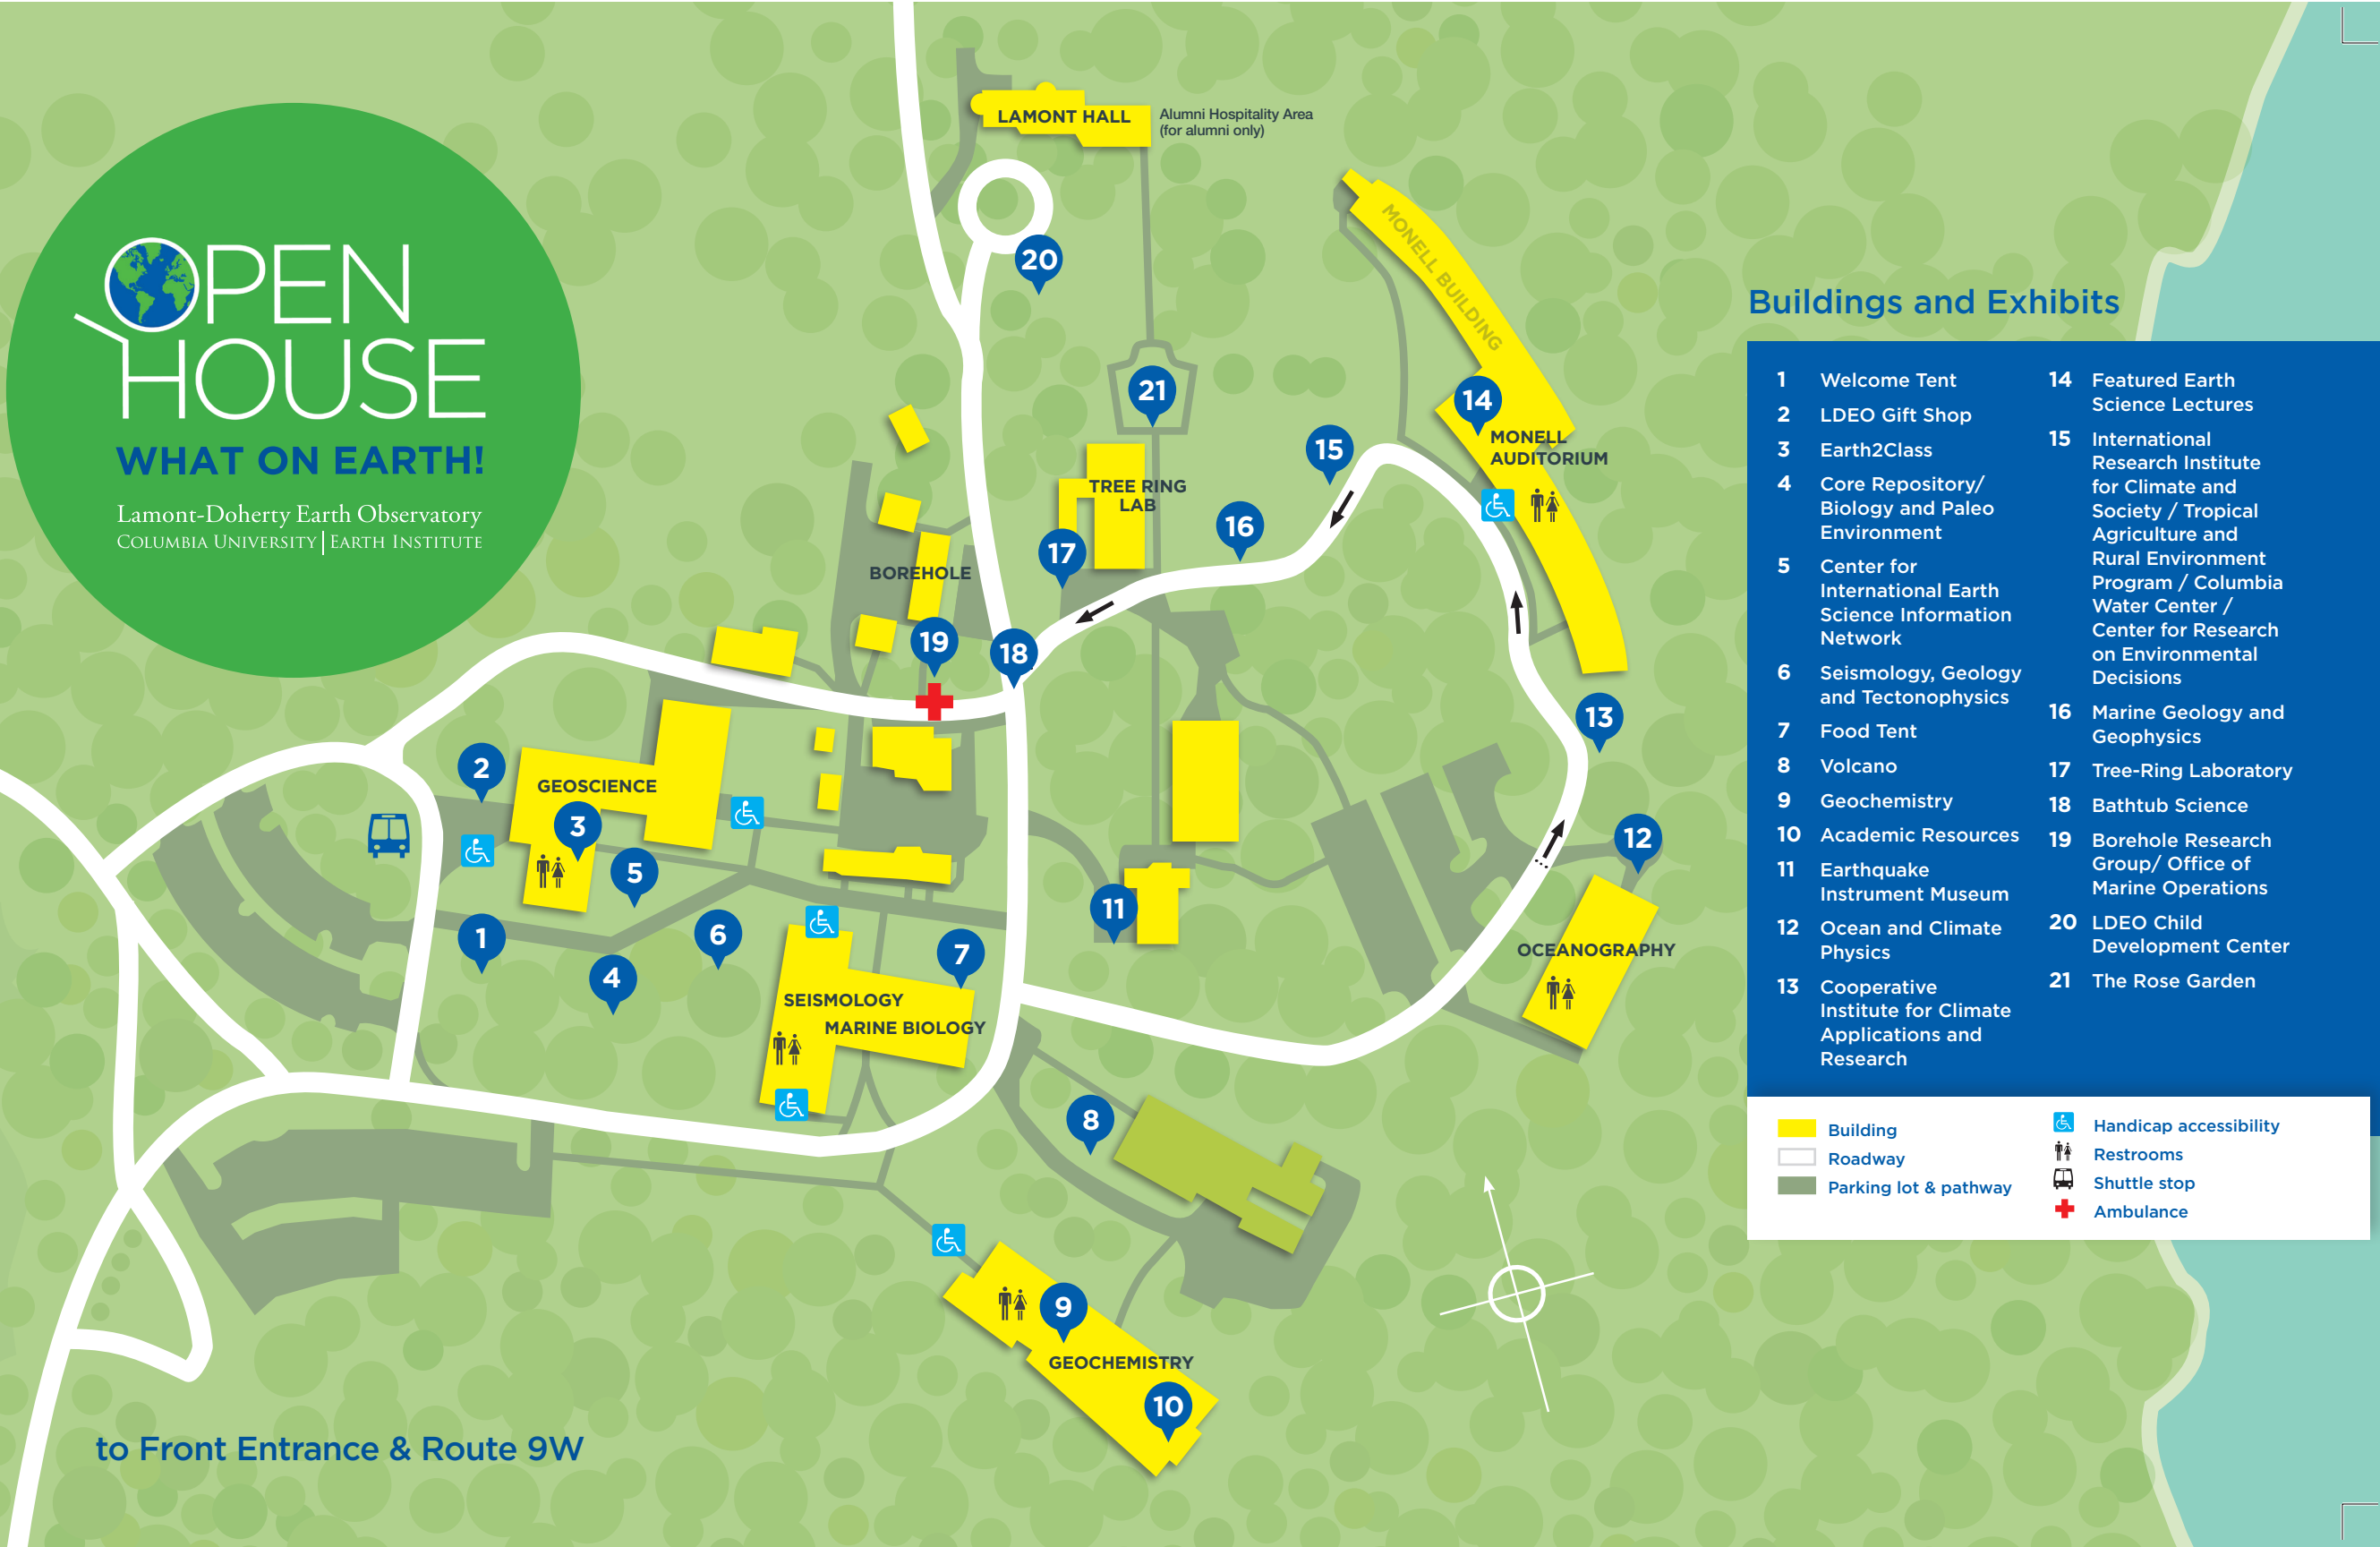 OPEN
HOUSE
WHAT ON EARTH!
Lamont-Doherty Earth Observatory
COLUMBIA UNIVERSITY | EARTH INSTITUTE
LAMONT HALL
Alumni Hospitality Area
(for alumni only)
20
MONELL BUILDING
21
14
MONELL
AUDITORIUM
15
TREE RING
LAB
16
17
BOREHOLE
19
18
13
2
GEOSCIENCE
3
5
12
11
1
6
7
4
OCEANOGRAPHY
SEISMOLOGY
MARINE BIOLOGY
8
9
GEOCHEMISTRY
10
to Front Entrance & Route 9W
Buildings and Exhibits
1 Welcome Tent
2 LDEO Gift Shop
3 Earth2Class
4 Core Repository/
Biology and Paleo
Environment
5 Center for
International Earth
Science Information
Network
6 Seismology, Geology
and Tectonophysics
7 Food Tent
8 Volcano
9 Geochemistry
10 Academic Resources
11 Earthquake
Instrument Museum
12 Ocean and Climate
Physics
13 Cooperative
Institute for Climate
Applications and
Research
14 Featured Earth
Science Lectures
15 International
Research Institute
for Climate and
Society / Tropical
Agriculture and
Rural Environment
Program / Columbia
Water Center /
Center for Research
on Environmental
Decisions
16 Marine Geology and
Geophysics
17 Tree-Ring Laboratory
18 Bathtub Science
19 Borehole Research
Group/ Office of
Marine Operations
20 LDEO Child
Development Center
21 The Rose Garden
Building
Roadway
Parking lot & pathway
Handicap accessibility
Restrooms
Shuttle stop
Ambulance